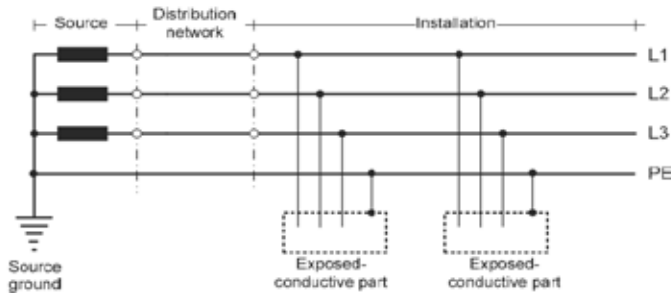 Source
Distribution
network
Installation
L1
L2
L3
PE
Source
ground
Exposed-
conductive part
Exposed-
conductive part